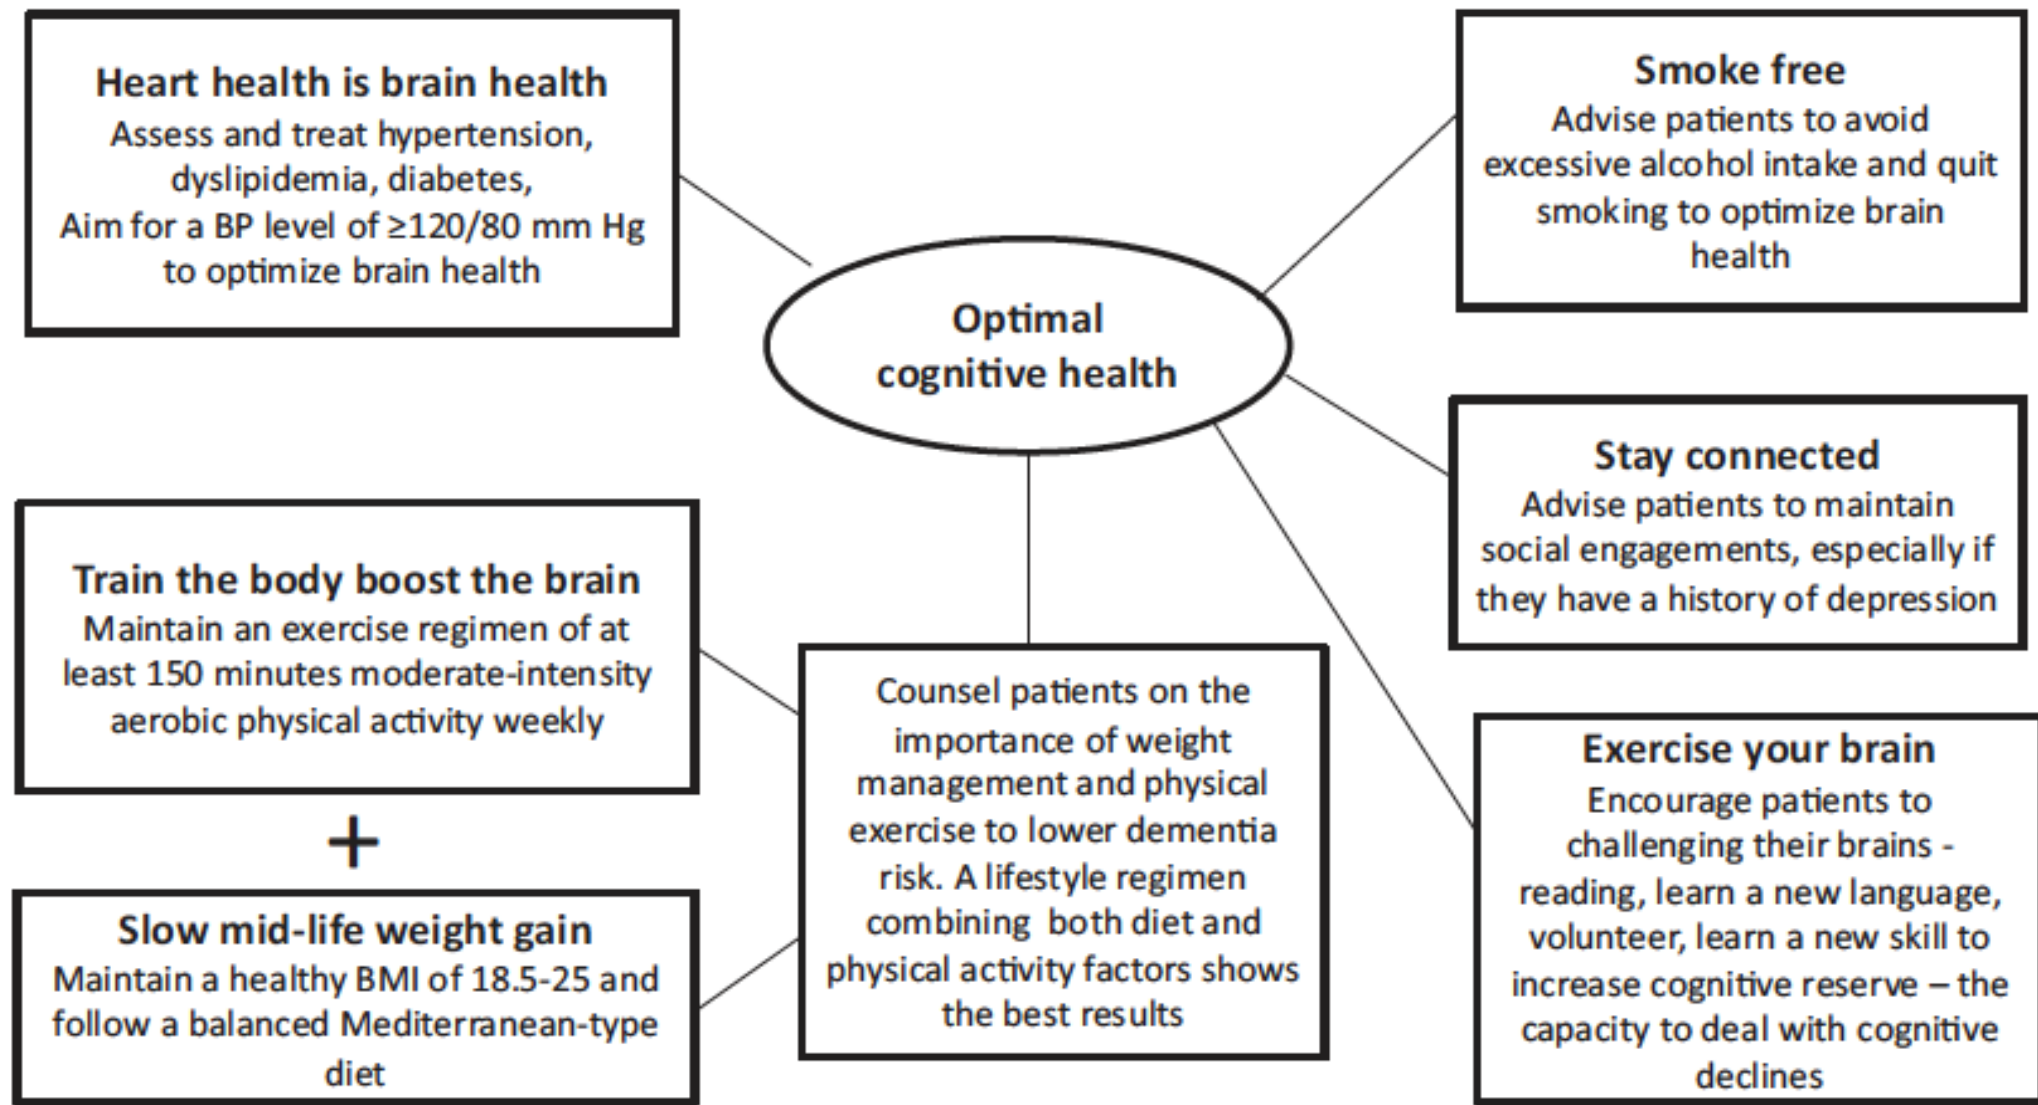 Heart health is brain health
Assess and treat hypertension,
dyslipidemia, diabetes,
Aim for a BP level of ≥120/80 mm Hg
to optimize brain health
Smoke free
Advise patients to avoid
excessive alcohol intake and quit
smoking to optimize brain
health
Optimal
cognitive health
Stay connected
Advise patients to maintain
social engagements, especially if
they have a history of depression
Train the body boost the brain
Maintain an exercise regimen of at
least 150 minutes moderate-intensity
aerobic physical activity weekly
+
Slow mid-life weight gain
Maintain a healthy BMI of 18.5-25 and
follow a balanced Mediterranean-type
diet
Counsel patients on the
importance of weight
management and physical
exercise to lower dementia
risk. A lifestyle regimen
combining both diet and
physical activity factors shows
the best results
Exercise your brain
Encourage patients to
challenging their brains -
reading, learn a new language,
volunteer, learn a new skill to
increase cognitive reserve – the
capacity to deal with cognitive
declines